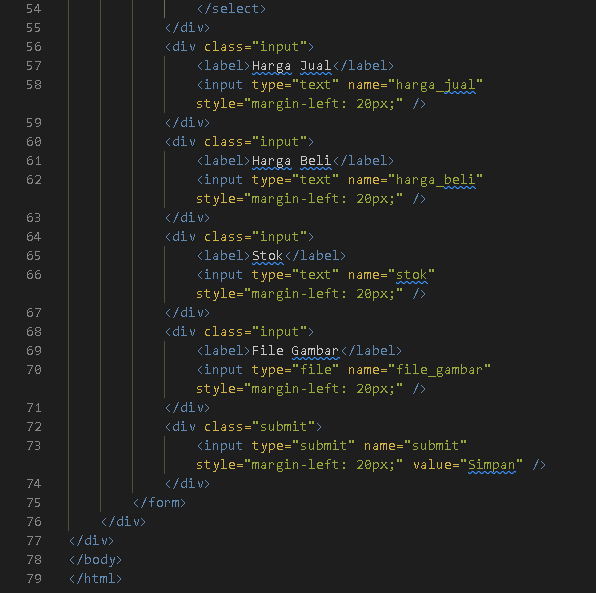 54 </select>
55 </div>
56 <div class="input">
57 <label>Harga Jual</label>
58 <input type="text" name="harga_jual"
style="margin-left: 20px;" />
59 </div>
60 <div class="input">
61 <label>Harga Beli</label>
62 <input type="text" name="harga_beli"
style="margin-left: 20px;" />
63 </div>
64 <div class="input">
65 <label>Stok</label>
66 <input type="text" name="stok"
style="margin-left: 20px;" />
67 </div>
68 <div class="input">
69 <label>File Gambar</label>
70 <input type="file" name="file_gambar"
style="margin-left: 20px;" />
71 </div>
72 <div class="submit">
73 <input type="submit" name="submit"
style="margin-left: 20px;" value="Simpan" />
74 </div>
75 </form>
76 </div>
77 </div>
78 </body>
79 </html>